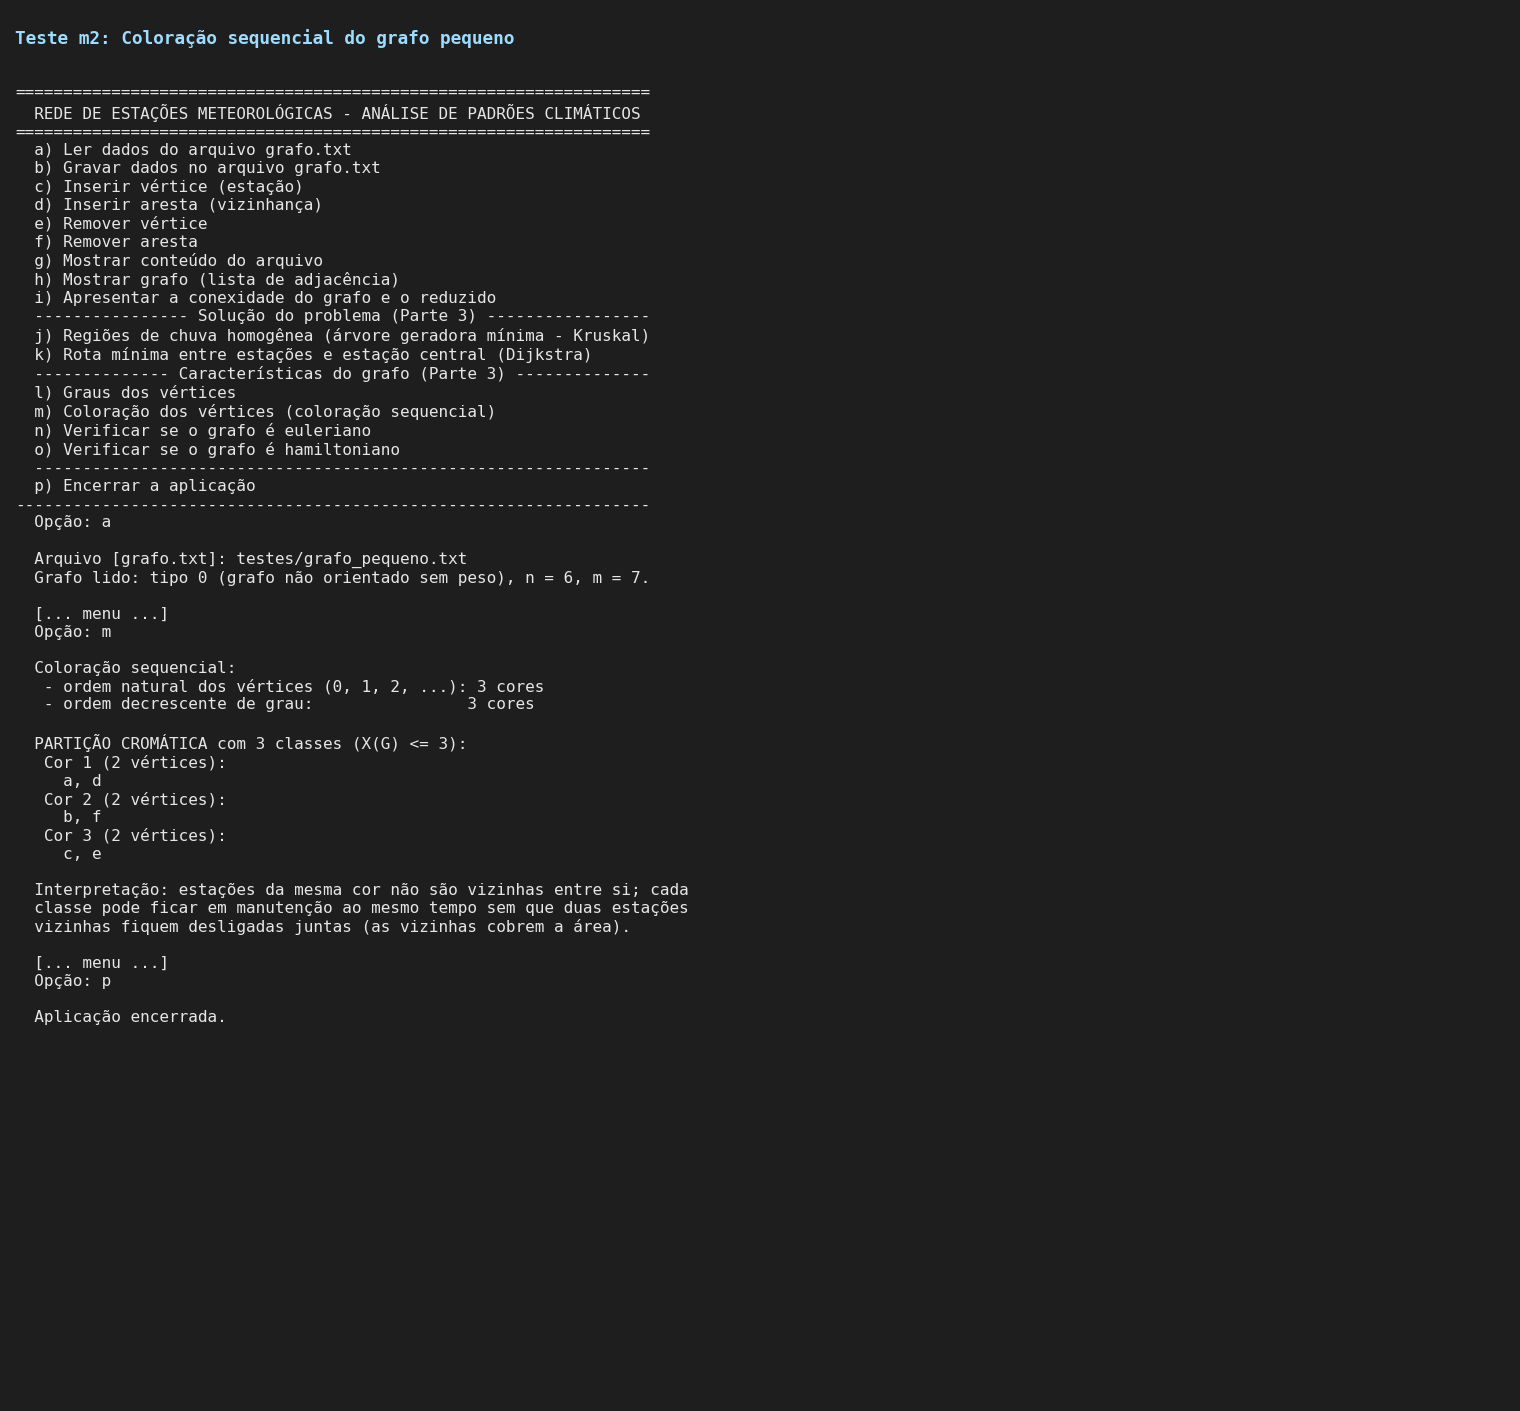 Teste m2: Coloração sequencial do grafo pequeno
==================================================================
  REDE DE ESTAÇÕES METEOROLÓGICAS - ANÁLISE DE PADRÕES CLIMÁTICOS
==================================================================
  a) Ler dados do arquivo grafo.txt
  b) Gravar dados no arquivo grafo.txt
  c) Inserir vértice (estação)
  d) Inserir aresta (vizinhança)
  e) Remover vértice
  f) Remover aresta
  g) Mostrar conteúdo do arquivo
  h) Mostrar grafo (lista de adjacência)
  i) Apresentar a conexidade do grafo e o reduzido
  ---------------- Solução do problema (Parte 3) -----------------
  j) Regiões de chuva homogênea (árvore geradora mínima - Kruskal)
  k) Rota mínima entre estações e estação central (Dijkstra)
  -------------- Características do grafo (Parte 3) --------------
  l) Graus dos vértices
  m) Coloração dos vértices (coloração sequencial)
  n) Verificar se o grafo é euleriano
  o) Verificar se o grafo é hamiltoniano
  ----------------------------------------------------------------
  p) Encerrar a aplicação
------------------------------------------------------------------
  Opção: a

  Arquivo [grafo.txt]: testes/grafo_pequeno.txt
  Grafo lido: tipo 0 (grafo não orientado sem peso), n = 6, m = 7.

  [... menu ...]
  Opção: m

  Coloração sequencial:
   - ordem natural dos vértices (0, 1, 2, ...): 3 cores
   - ordem decrescente de grau:                3 cores

  PARTIÇÃO CROMÁTICA com 3 classes (X(G) <= 3):
   Cor 1 (2 vértices):
     a, d
   Cor 2 (2 vértices):
     b, f
   Cor 3 (2 vértices):
     c, e

  Interpretação: estações da mesma cor não são vizinhas entre si; cada
  classe pode ficar em manutenção ao mesmo tempo sem que duas estações
  vizinhas fiquem desligadas juntas (as vizinhas cobrem a área).

  [... menu ...]
  Opção: p

  Aplicação encerrada.